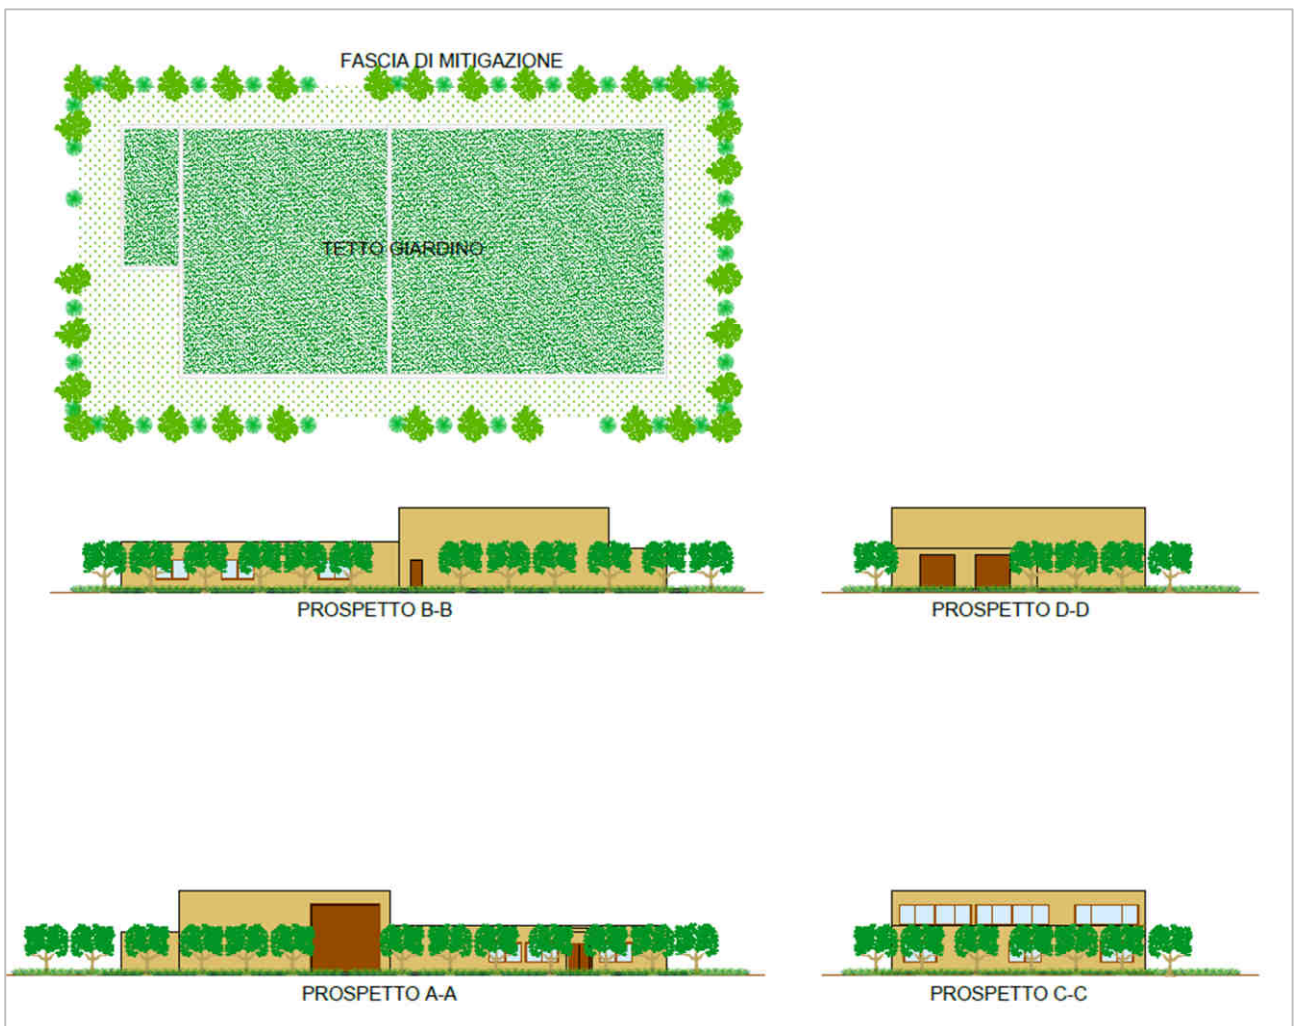 FASCIA DI MITIGAZIONE
TETTO GIARDINO
PROSPETTO B-B
PROSPETTO D-D
PROSPETTO A-A
PROSPETTO C-C